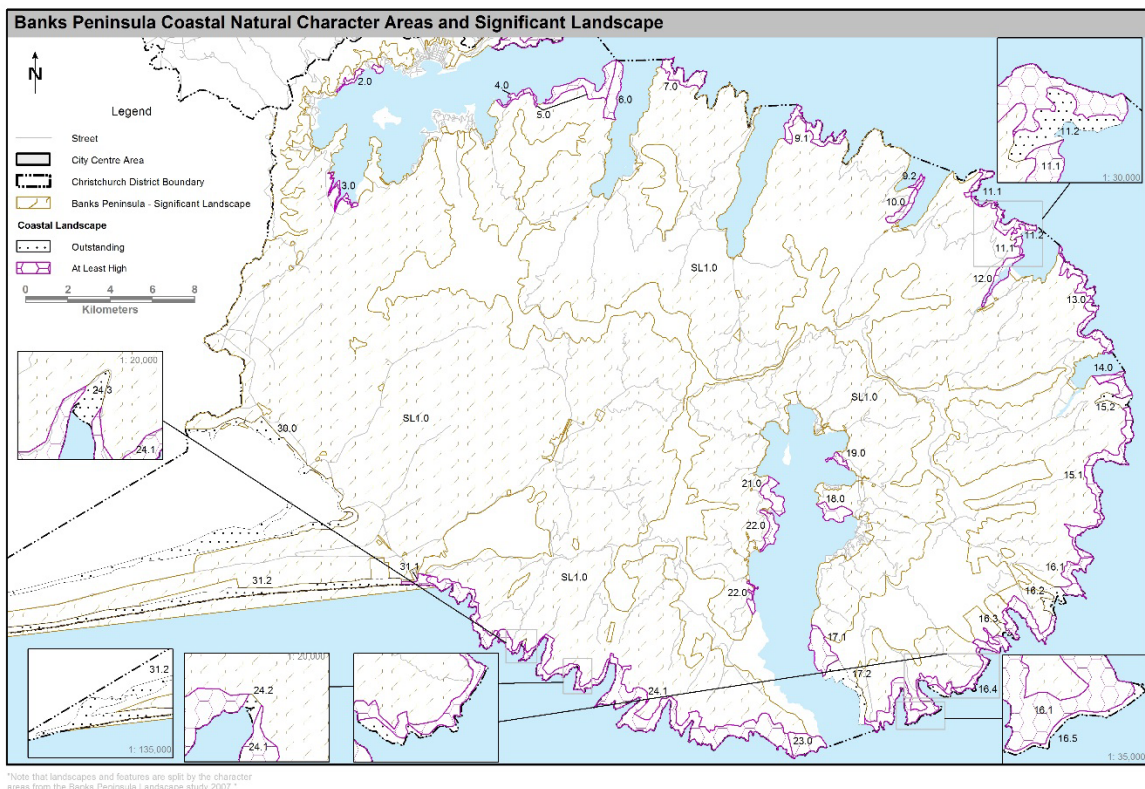 Banks Peninsula Coastal Natural Character Areas and Significant Landscape
N
Legend
Street
City Centre Area
Christchurch District Boundary
Banks Peninsula - Significant Landscape
Coastal Landscape
Outstanding
At Least High
0 2 4 6 8
Kilometers
2.0
4.0
5.0
6.0
7.0
3.0
9.1
9.2
10.0
11.1
11.2
11.1
12.0
13.0
14.0
15.2
15.1
16.1
16.2
16.3
16.4
17.1
17.2
18.0
19.0
21.0
22.0
22.0
23.0
24.1
30.0
31.1
31.2
SL1.0
SL1.0
SL1.0
SL1.0
11.2
11.1
1: 30,000
1: 20,000
24.3
24.1
31.2
1: 135,000
1: 20,000
24.2
24.1
16.1
16.5
1: 35,000
*Note that landscapes and features are split by the character
areas from the Banks Peninsula Landscape study 2007.*